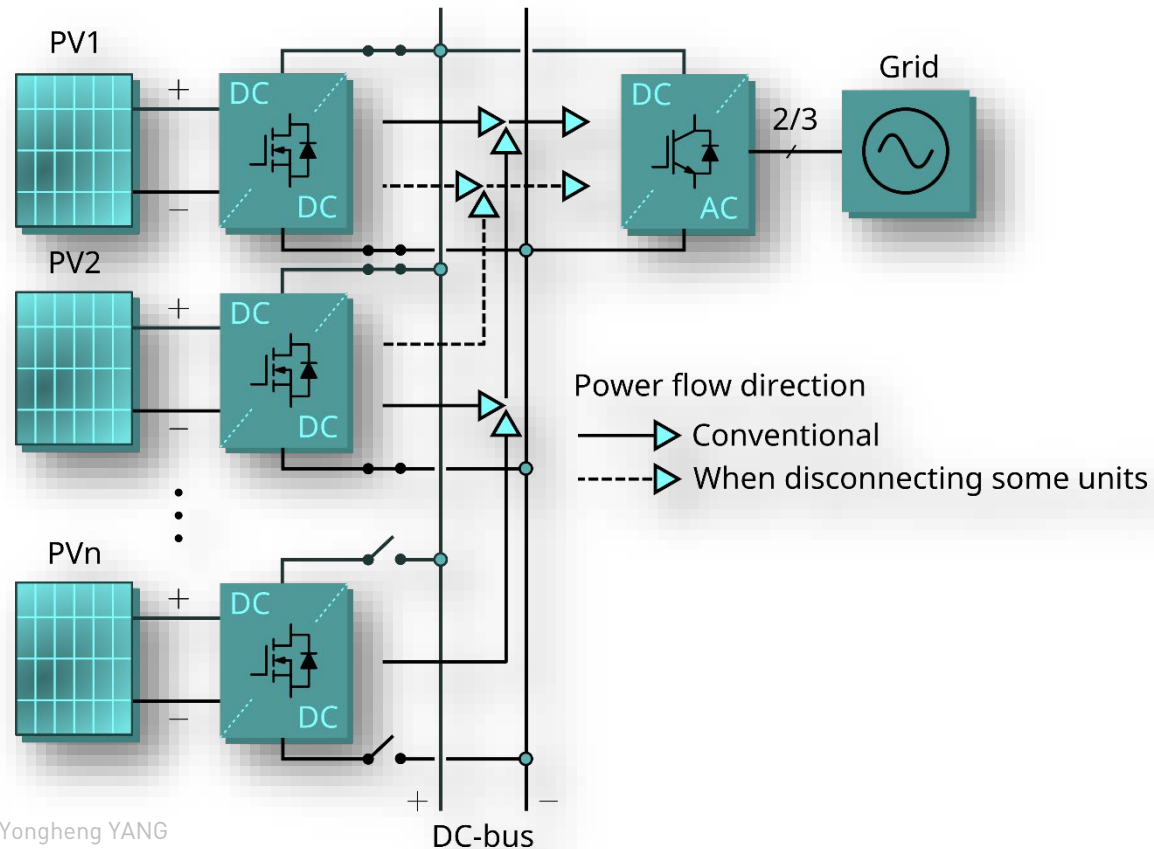 PV1
+
−
DC
DC
DC
AC
2/3
Grid
PV2
+
−
DC
DC
Power flow direction
Conventional
When disconnecting some units
PVn
+
−
DC
DC
+
−
DC-bus
Yongheng YANG